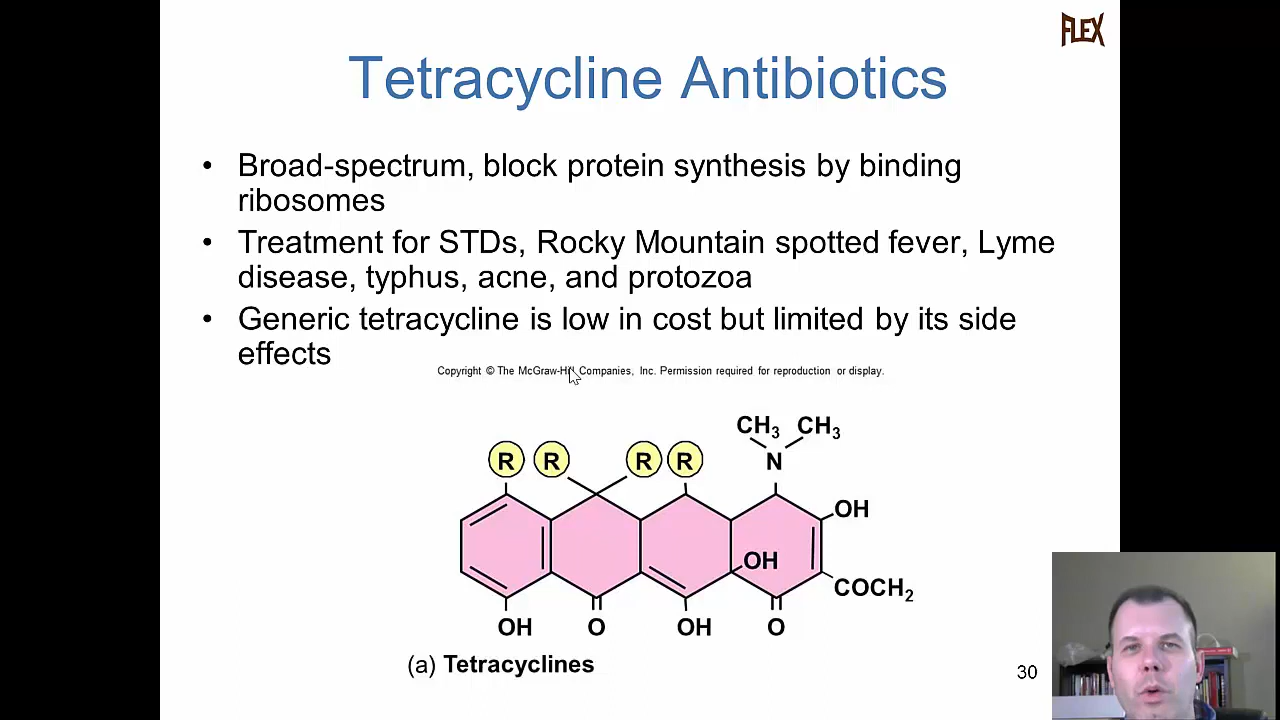 FLEX
Tetracycline Antibiotics
• Broad-spectrum, block protein synthesis by binding
ribosomes
• Treatment for STDs, Rocky Mountain spotted fever, Lyme
disease, typhus, acne, and protozoa
• Generic tetracycline is low in cost but limited by its side
effects
Copyright © The McGraw-Hill Companies, Inc. Permission required for reproduction or display.
CH3 CH3
R R R R N
OH
OH
COCH2
OH O OH O
(a) Tetracyclines
30